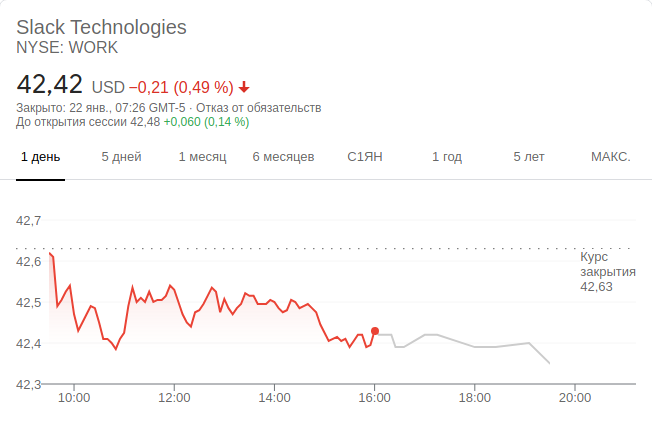 Slack Technologies
NYSE: WORK
42,42 USD −0,21 (0,49 %)
Закрыто: 22 янв., 07:26 GMT-5 · Отказ от обязательств
До открытия сессии 42,48 +0,060 (0,14 %)
1 день 5 дней 1 месяц 6 месяцев С1ЯН 1 год 5 лет МАКС.
42,7
42,6
42,5
42,4
42,3
Курс
закрытия
42,63
10:00 12:00 14:00 16:00 18:00 20:00